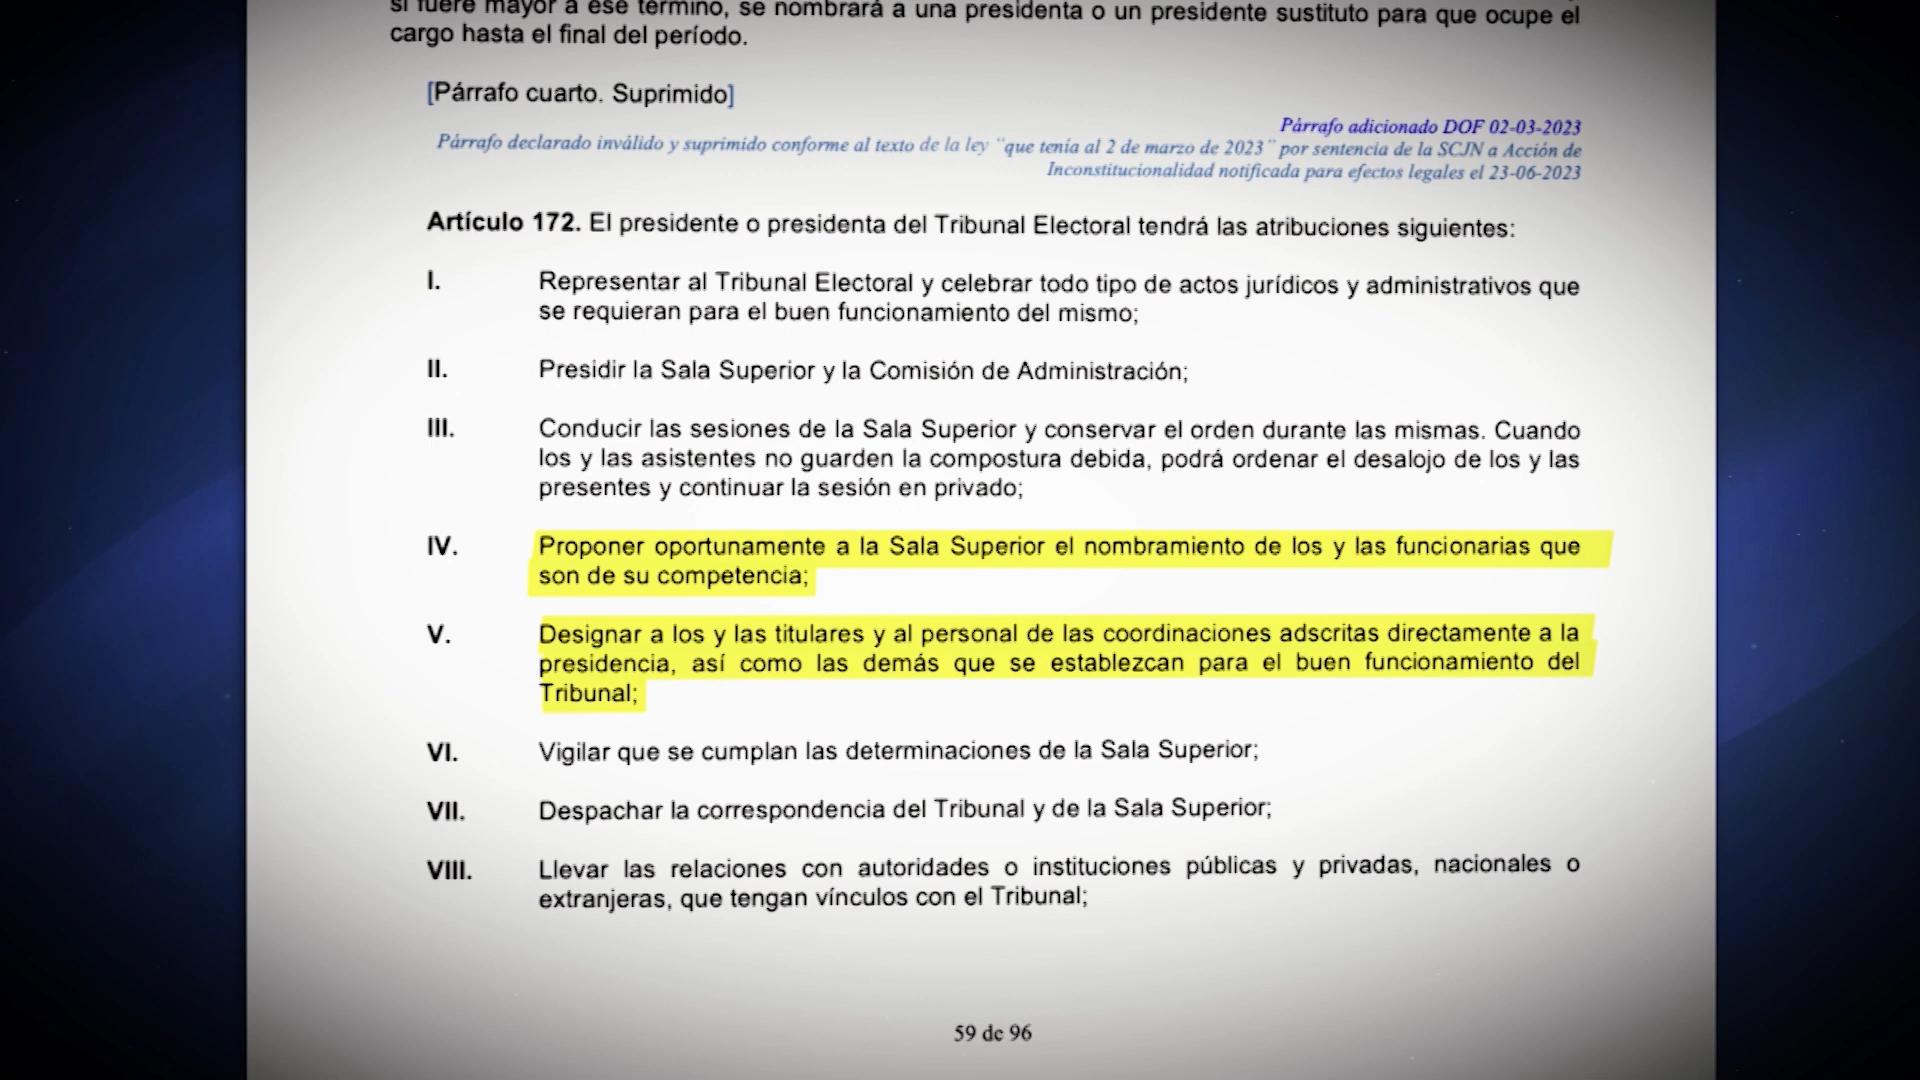 si fuere mayor a ese término, se nombrará a una presidenta o un presidente sustituto para que ocupe el
cargo hasta el final del período.
[Párrafo cuarto. Suprimido]
Párrafo adicionado DOF 02-03-2023
Párrafo declarado inválido y suprimido conforme al texto de la ley ¨que tenía al 2 de marzo de 2023¨ por sentencia de la SCJN a Acción de
Inconstitucionalidad notificada para efectos legales el 23-06-2023
Artículo 172. El presidente o presidenta del Tribunal Electoral tendrá las atribuciones siguientes:
I. Representar al Tribunal Electoral y celebrar todo tipo de actos jurídicos y administrativos que
se requieran para el buen funcionamiento del mismo;
II. Presidir la Sala Superior y la Comisión de Administración;
III. Conducir las sesiones de la Sala Superior y conservar el orden durante las mismas. Cuando
los y las asistentes no guarden la compostura debida, podrá ordenar el desalojo de los y las
presentes y continuar la sesión en privado;
IV. Proponer oportunamente a la Sala Superior el nombramiento de los y las funcionarias que
son de su competencia;
V. Designar a los y las titulares y al personal de las coordinaciones adscritas directamente a la
presidencia, así como las demás que se establezcan para el buen funcionamiento del
Tribunal;
VI. Vigilar que se cumplan las determinaciones de la Sala Superior;
VII. Despachar la correspondencia del Tribunal y de la Sala Superior;
VIII. Llevar las relaciones con autoridades o instituciones públicas y privadas, nacionales o
extranjeras, que tengan vínculos con el Tribunal;
59 de 96